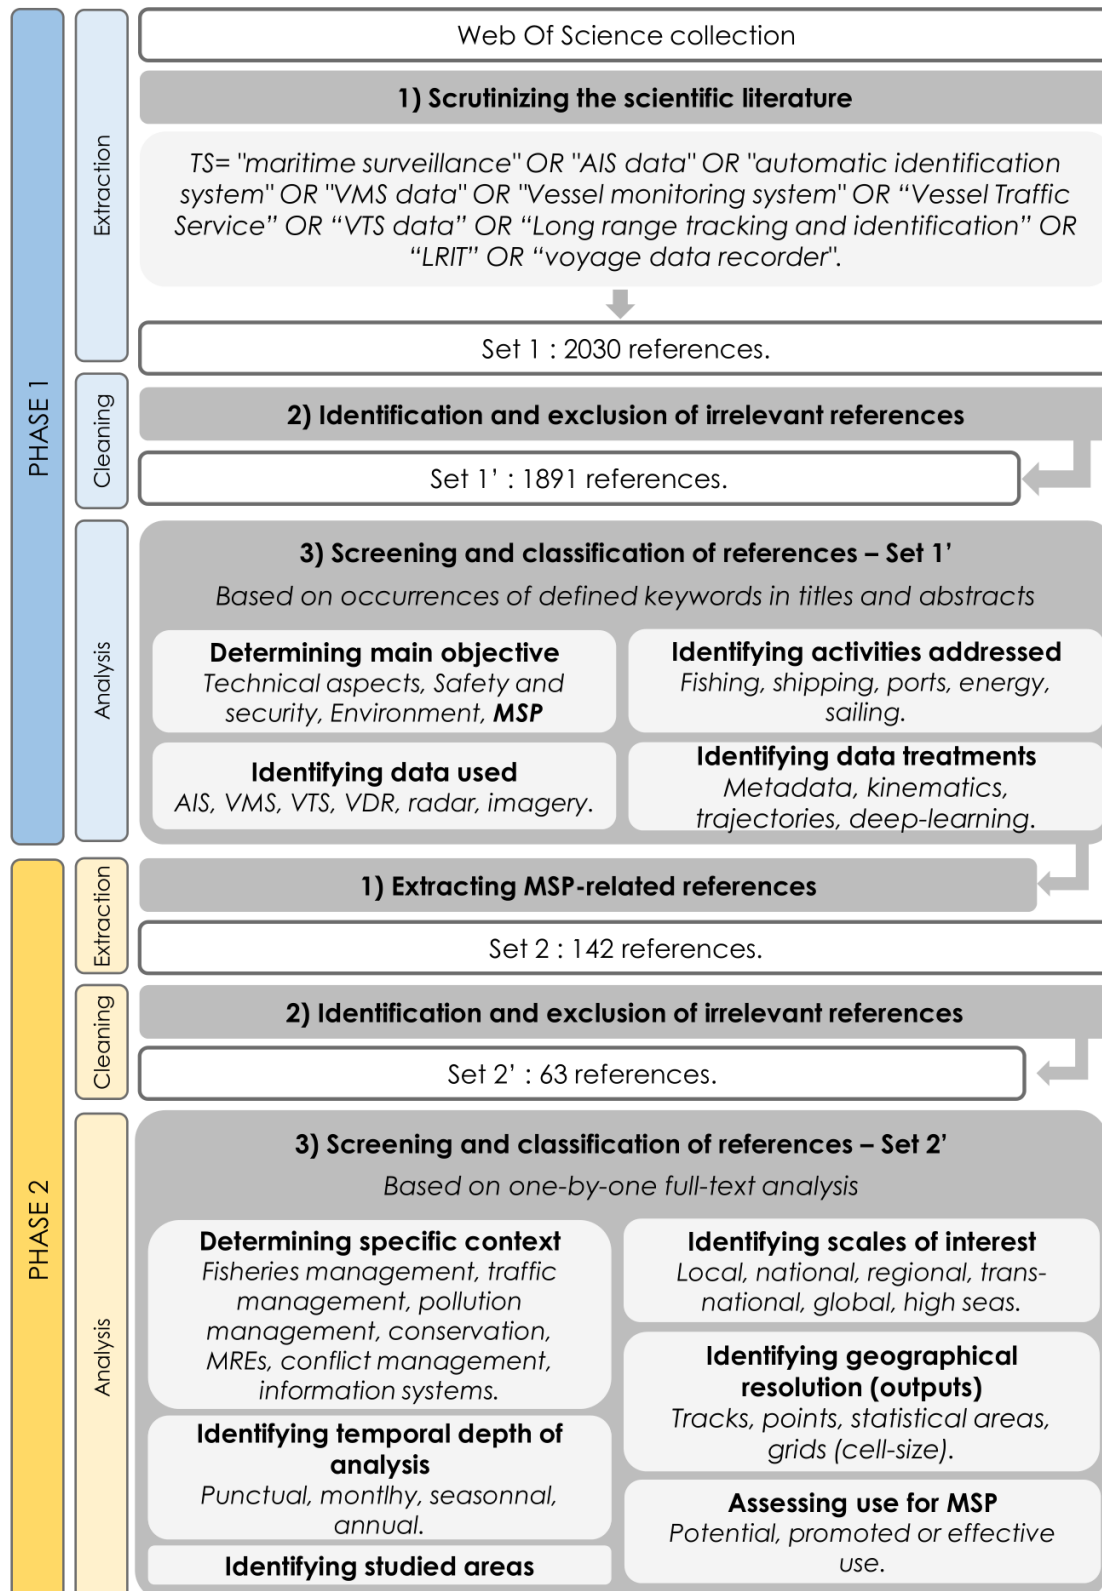 PHASE 1
Extraction
Web Of Science collection
1) Scrutinizing the scientific literature
TS= "maritime surveillance" OR "AIS data" OR "automatic identification
system" OR "VMS data" OR "Vessel monitoring system" OR “Vessel Traffic
Service” OR “VTS data” OR “Long range tracking and identification” OR
“LRIT” OR “voyage data recorder".
Set 1 : 2030 references.
Cleaning
2) Identification and exclusion of irrelevant references
Set 1’ : 1891 references.
Analysis
3) Screening and classification of references – Set 1’
Based on occurrences of defined keywords in titles and abstracts
Determining main objective
Technical aspects, Safety and
security, Environment, MSP
Identifying activities addressed
Fishing, shipping, ports, energy,
sailing.
Identifying data used
AIS, VMS, VTS, VDR, radar, imagery.
Identifying data treatments
Metadata, kinematics,
trajectories, deep-learning.
PHASE 2
Extraction
1) Extracting MSP-related references
Set 2 : 142 references.
Cleaning
2) Identification and exclusion of irrelevant references
Set 2’ : 63 references.
Analysis
3) Screening and classification of references – Set 2’
Based on one-by-one full-text analysis
Determining specific context
Fisheries management, traffic
management, pollution
management, conservation,
MREs, conflict management,
information systems.
Identifying temporal depth of
analysis
Punctual, montlhy, seasonnal,
annual.
Identifying studied areas
Identifying scales of interest
Local, national, regional, trans-
national, global, high seas.
Identifying geographical
resolution (outputs)
Tracks, points, statistical areas,
grids (cell-size).
Assessing use for MSP
Potential, promoted or effective
use.